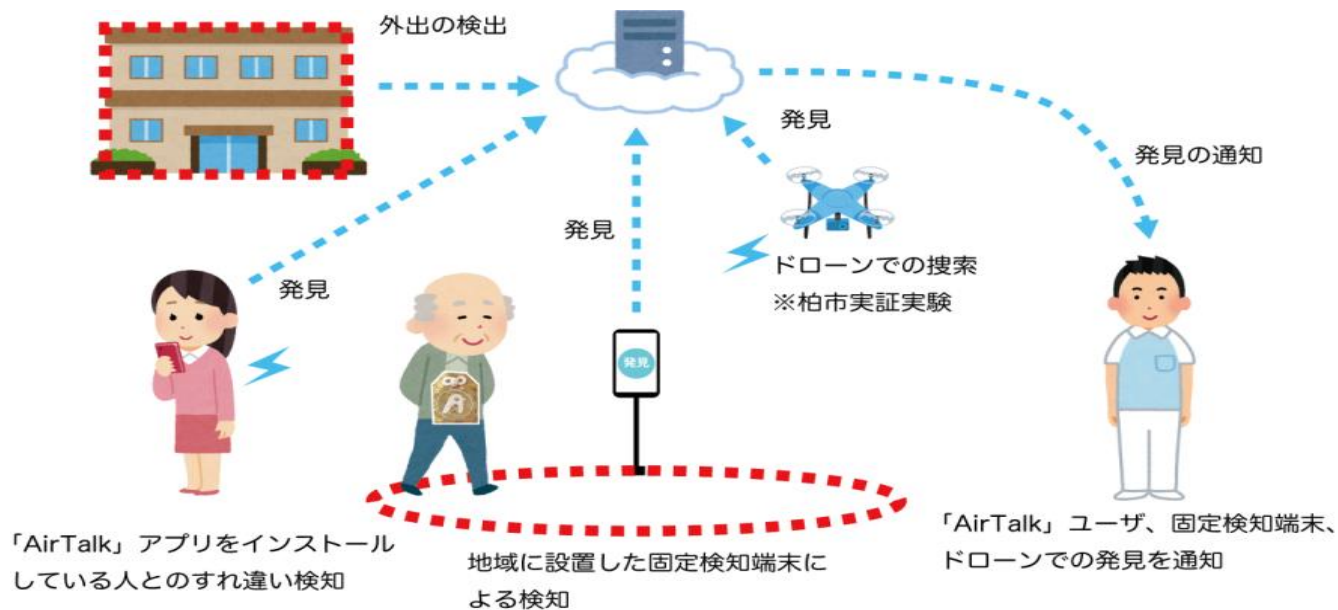 外出の検出
発見
発見の通知
発見
ドローンでの捜索
※柏市実証実験
発見
発見
「AirTalk」アプリをインストール
している人とのすれ違い検知
地域に設置した固定検知端末に
よる検知
「AirTalk」ユーザ、固定検知端末、
ドローンでの発見を通知